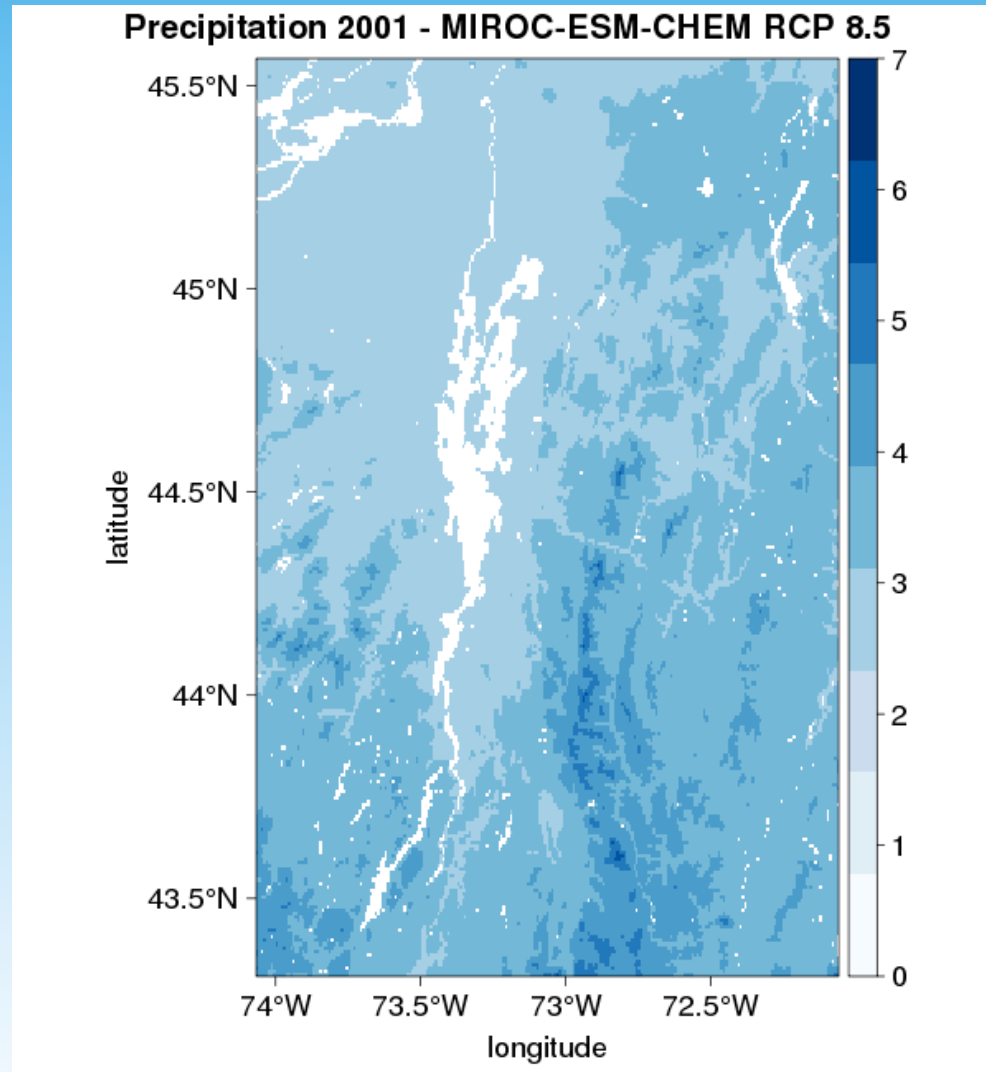 Precipitation 2001 - MIROC-ESM-CHEM RCP 8.5
45.5°N
45°N
44.5°N
44°N
43.5°N
latitude
74°W 73.5°W 73°W 72.5°W
longitude
7
6
5
4
3
2
1
0